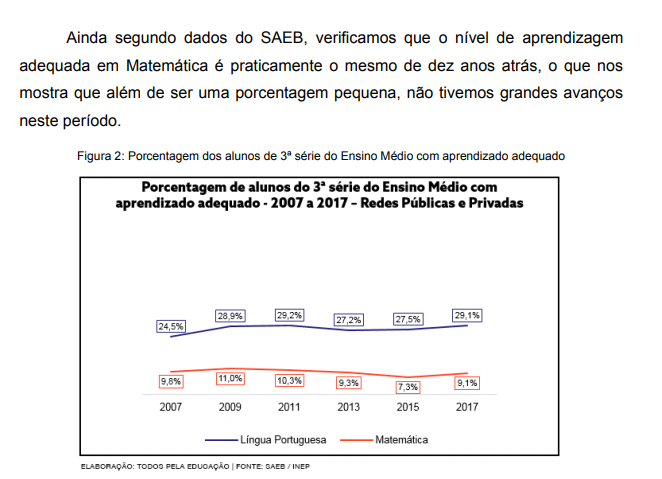 Ainda segundo dados do SAEB, verificamos que o nível de aprendizagem
adequada em Matemática é praticamente o mesmo de dez anos atrás, o que nos
mostra que além de ser uma porcentagem pequena, não tivemos grandes avanços
neste período.
Figura 2: Porcentagem dos alunos de 3ª série do Ensino Médio com aprendizado adequado
Porcentagem de alunos do 3ª série do Ensino Médio com
aprendizado adequado - 2007 a 2017 – Redes Públicas e Privadas
24,5% 28,9% 29,2% 27,2% 27,5% 29,1%
9,8% 11,0% 10,3% 9,3% 7,3% 9,1%
2007 2009 2011 2013 2015 2017
Língua Portuguesa Matemática
ELABORAÇÃO: TODOS PELA EDUCAÇÃO | FONTE: SAEB / INEP